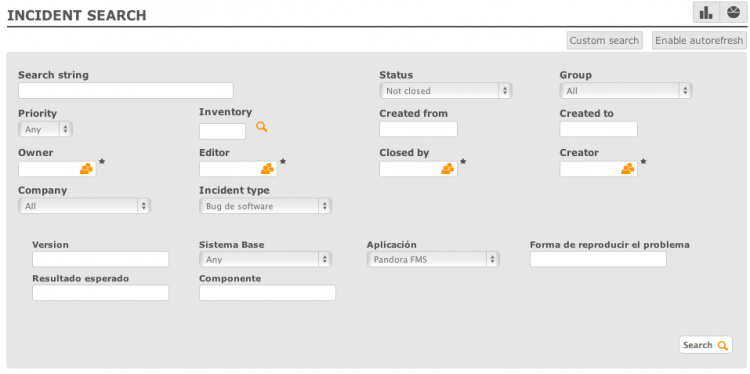 INCIDENT SEARCH
Custom search Enable autorefresh
Search string Status Group
Not closed All
Priority Inventory Created from Created to
Any
Owner Editor Closed by Creator
* * * *
Company Incident type
All Bug de software
Version Sistema Base Aplicación Forma de reproducir el problema
Any Pandora FMS
Resultado esperado Componente
Search